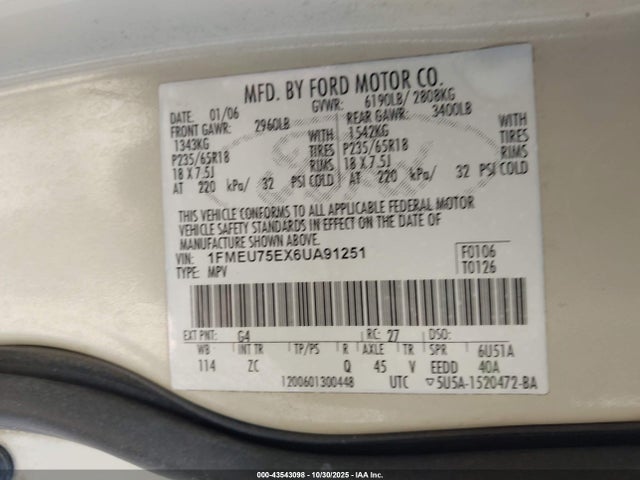 MFD. BY FORD MOTOR CO.
DATE: 01/06 GVWR: 6190LB/ 2808KG
FRONT GAWR: 2960LB REAR GAWR: 3400LB
1343KG WITH 1542KG WITH
P235/65R18 TIRES P235/65R18 TIRES
18 X 7.5J RIMS 18 X 7.5J RIMS
AT 220 kPa/ 32 PSI COLD AT 220 kPa/ 32 PSI COLD
THIS VEHICLE CONFORMS TO ALL APPLICABLE FEDERAL MOTOR
VEHICLE SAFETY STANDARDS IN EFFECT ON THE DATE OF
MANUFACTURE SHOWN ABOVE.
VIN: 1FMEU75EX6UA91251 F0106
TYPE: MPV T0126
EXT PNT: G4 RC: 27 DSO:
WB INT TR TP/PS R AXLE TR SPR 6U51A
114 ZC Q 45 V EEDD 40A
1200601300448 UTC ▽5U5A-1520472-BA
000-43543098 - 10/30/2025 - IAA Inc.